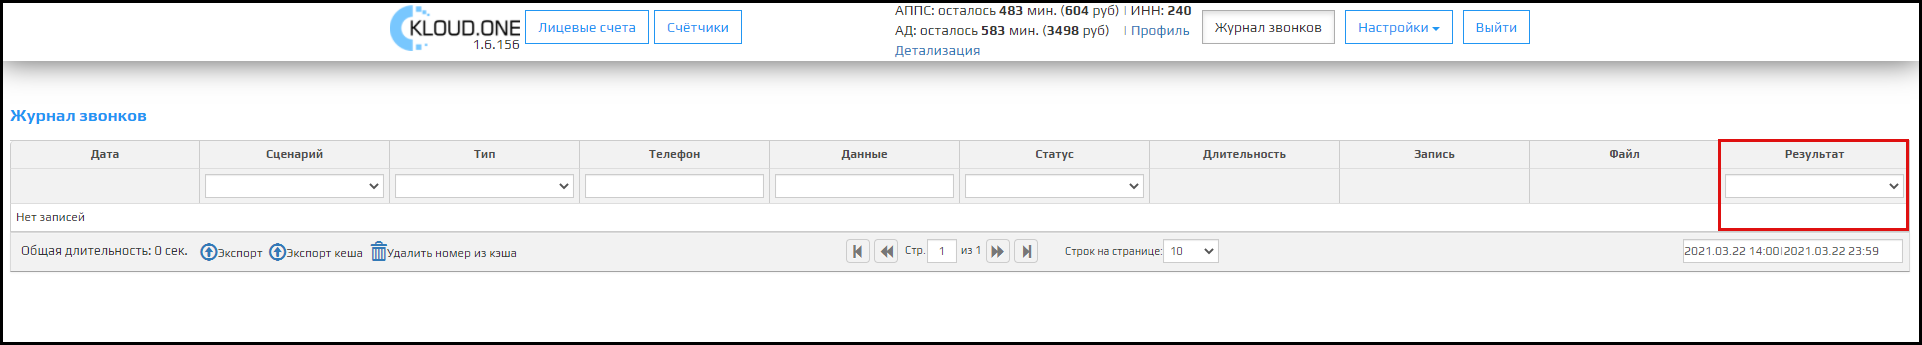 KLOUD.ONE
1.6.156
Лицевые счета
Счётчики
АППС: осталось 483 мин. (604 руб) | ИНН: 240
АД: осталось 583 мин. (3498 руб) | Профиль
Детализация
Журнал звонков
Настройки
Выйти
Журнал звонков
Дата Сценарий Тип Телефон Данные Статус Длительность Запись Файл Результат
Нет записей
Общая длительность: 0 сек. Экспорт Экспорт кеша Удалить номер из кэша Стр. 1 из 1 Строк на странице: 10 2021.03.22 14:00|2021.03.22 23:59